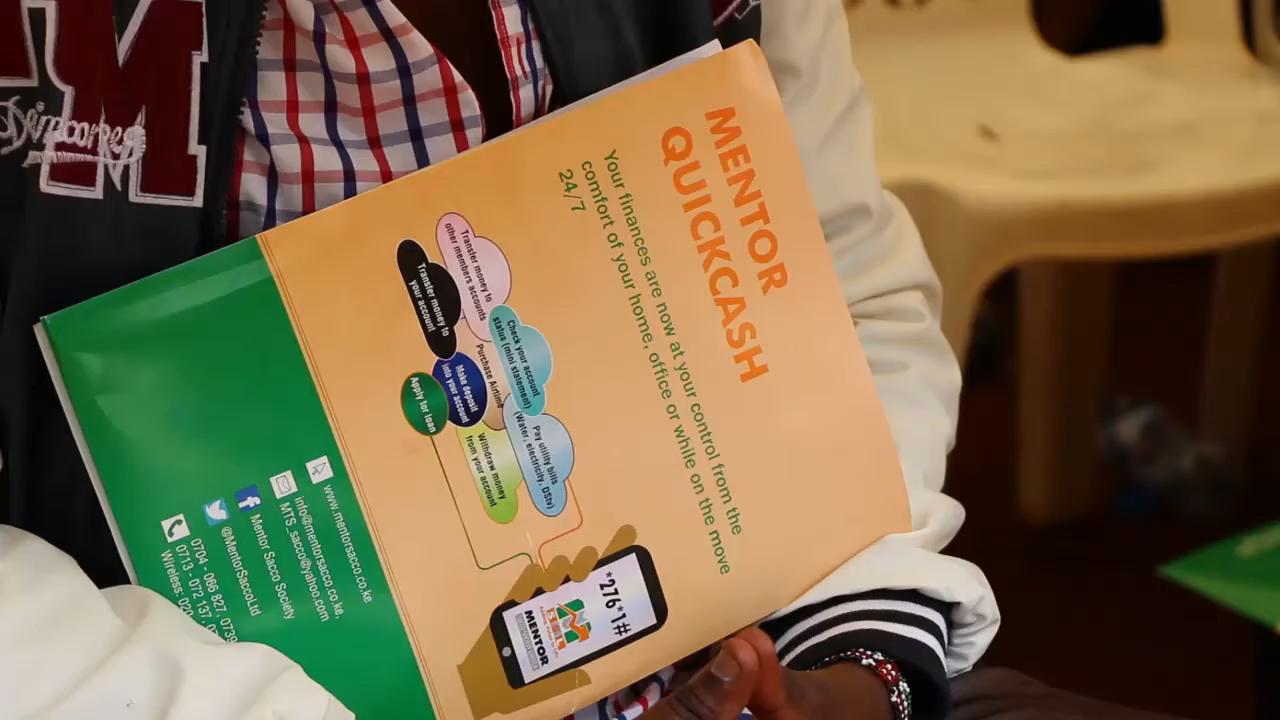 MENTOR
QUICKCASH
Your finances are now at your control from the
comfort of your home, office or while on the move
24/7
Transfer money to
other members accounts
Transfer money to
your account
Check your account
status (mini statement)
Purchase Airtime
Make deposit
into your account
Apply for loan
Pay utility bills
(Water, electricity, DStv)
Withdraw money
from your account
*276*1#
MENTOR
www.mentorsacco.co.ke
info@mentorsacco.co.ke,
MTS_sacco@yahoo.com
Mentor Sacco Society
@MentorSaccoLtd
0704 - 066 827, 0739
0713 - 072 137, 07
Wireless: 020
M